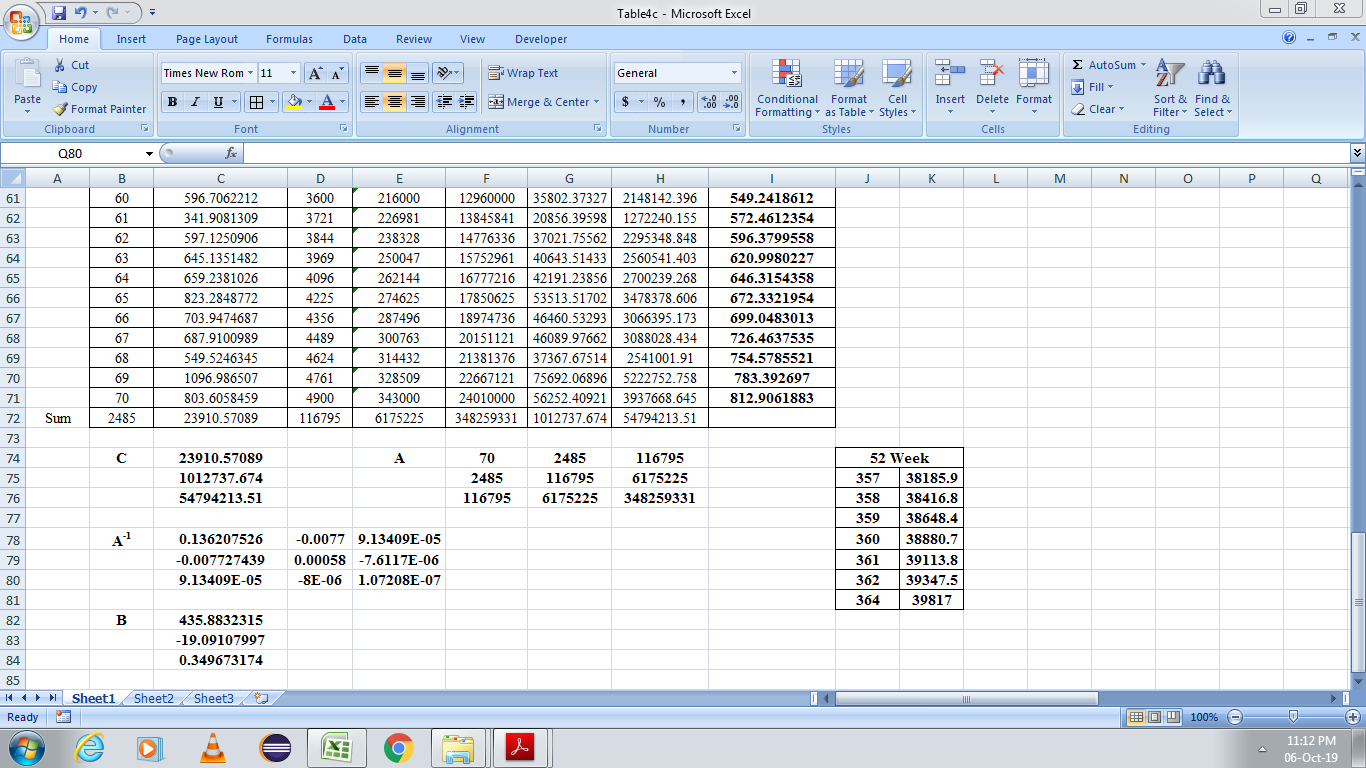 Table4c - Microsoft Excel
Home Insert Page Layout Formulas Data Review View Developer
Paste
Cut
Copy
Format Painter
Clipboard
Times New Rom 11
B I U
Font
Wrap Text
Merge & Center
Alignment
General
$ % ,
Number
Conditional Formatting
Format as Table
Cell Styles
Styles
Insert Delete Format
Cells
Σ AutoSum
Fill
Clear
Sort & Filter
Find & Select
Editing
Q80 fx
A B C D E F G H I J K L M N O P Q
61 60 596.7062212 3600 216000 12960000 35802.37327 2148142.396 549.2418612
62 61 341.9081309 3721 226981 13845841 20856.39598 1272240.155 572.4612354
63 62 597.1250906 3844 238328 14776336 37021.75562 2295348.848 596.3799558
64 63 645.1351482 3969 250047 15752961 40643.51433 2560541.403 620.9980227
65 64 659.2381026 4096 262144 16777216 42191.23856 2700239.268 646.3154358
66 65 823.2848772 4225 274625 17850625 53513.51702 3478378.606 672.3321954
67 66 703.9474687 4356 287496 18974736 46460.53293 3066395.173 699.0483013
68 67 687.9100989 4489 300763 20151121 46089.97662 3088028.434 726.4637535
69 68 549.5246345 4624 314432 21381376 37367.67514 2541001.91 754.5785521
70 69 1096.986507 4761 328509 22667121 75692.06896 5222752.758 783.392697
71 70 803.6058459 4900 343000 24010000 56252.40921 3937668.645 812.9061883
72 Sum 2485 23910.57089 116795 6175225 348259331 1012737.674 54794213.51
73
74 C 23910.57089 A 70 2485 116795 52 Week
75 1012737.674 2485 116795 6175225 357 38185.9
76 54794213.51 116795 6175225 348259331 358 38416.8
77 359 38648.4
78 A-1 0.136207526 -0.0077 9.13409E-05 360 38880.7
79 -0.007727439 0.00058 -7.6117E-06 361 39113.8
80 9.13409E-05 -8E-06 1.07208E-07 362 39347.5
81 364 39817
82 B 435.8832315
83 -19.09107997
84 0.349673174
85
Sheet1 Sheet2 Sheet3
Ready 100%
11:12 PM
06-Oct-19